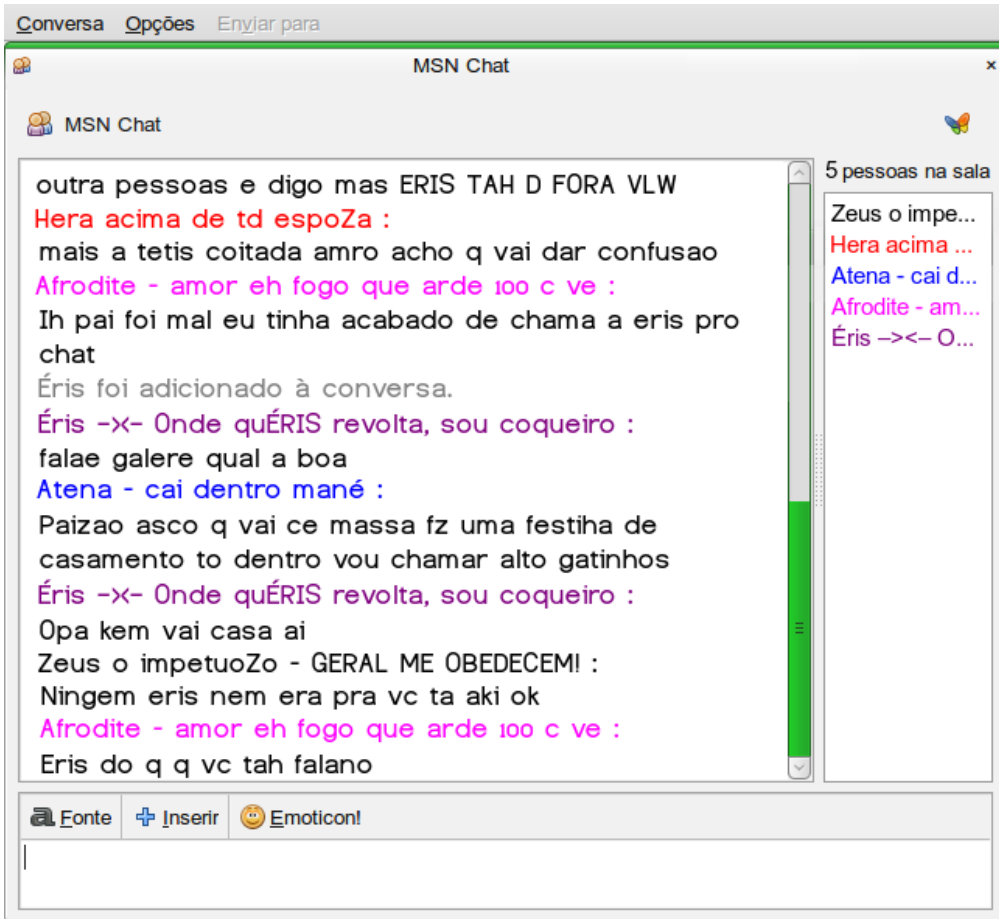 Conversa Opções Enviar para
MSN Chat ×
MSN Chat
outra pessoas e digo mas ERIS TAH D FORA VLW
Hera acima de td espoZa :
mais a tetis coitada amro acho q vai dar confusao
Afrodite - amor eh fogo que arde 100 c ve :
Ih pai foi mal eu tinha acabado de chama a eris pro
chat
Éris foi adicionado à conversa.
Éris -><- Onde quÉRIS revolta, sou coqueiro :
falae galere qual a boa
Atena - cai dentro mané :
Paizao asco q vai ce massa fz uma festiha de
casamento to dentro vou chamar alto gatinhos
Éris -><- Onde quÉRIS revolta, sou coqueiro :
Opa kem vai casa ai
Zeus o impetuoZo - GERAL ME OBEDECEM! :
Ningem eris nem era pra vc ta aki ok
Afrodite - amor eh fogo que arde 100 c ve :
Eris do q q vc tah falano
5 pessoas na sala
Zeus o impe...
Hera acima ...
Atena - cai d...
Afrodite - am...
Éris –><– O...
a Fonte Inserir Emoticon!